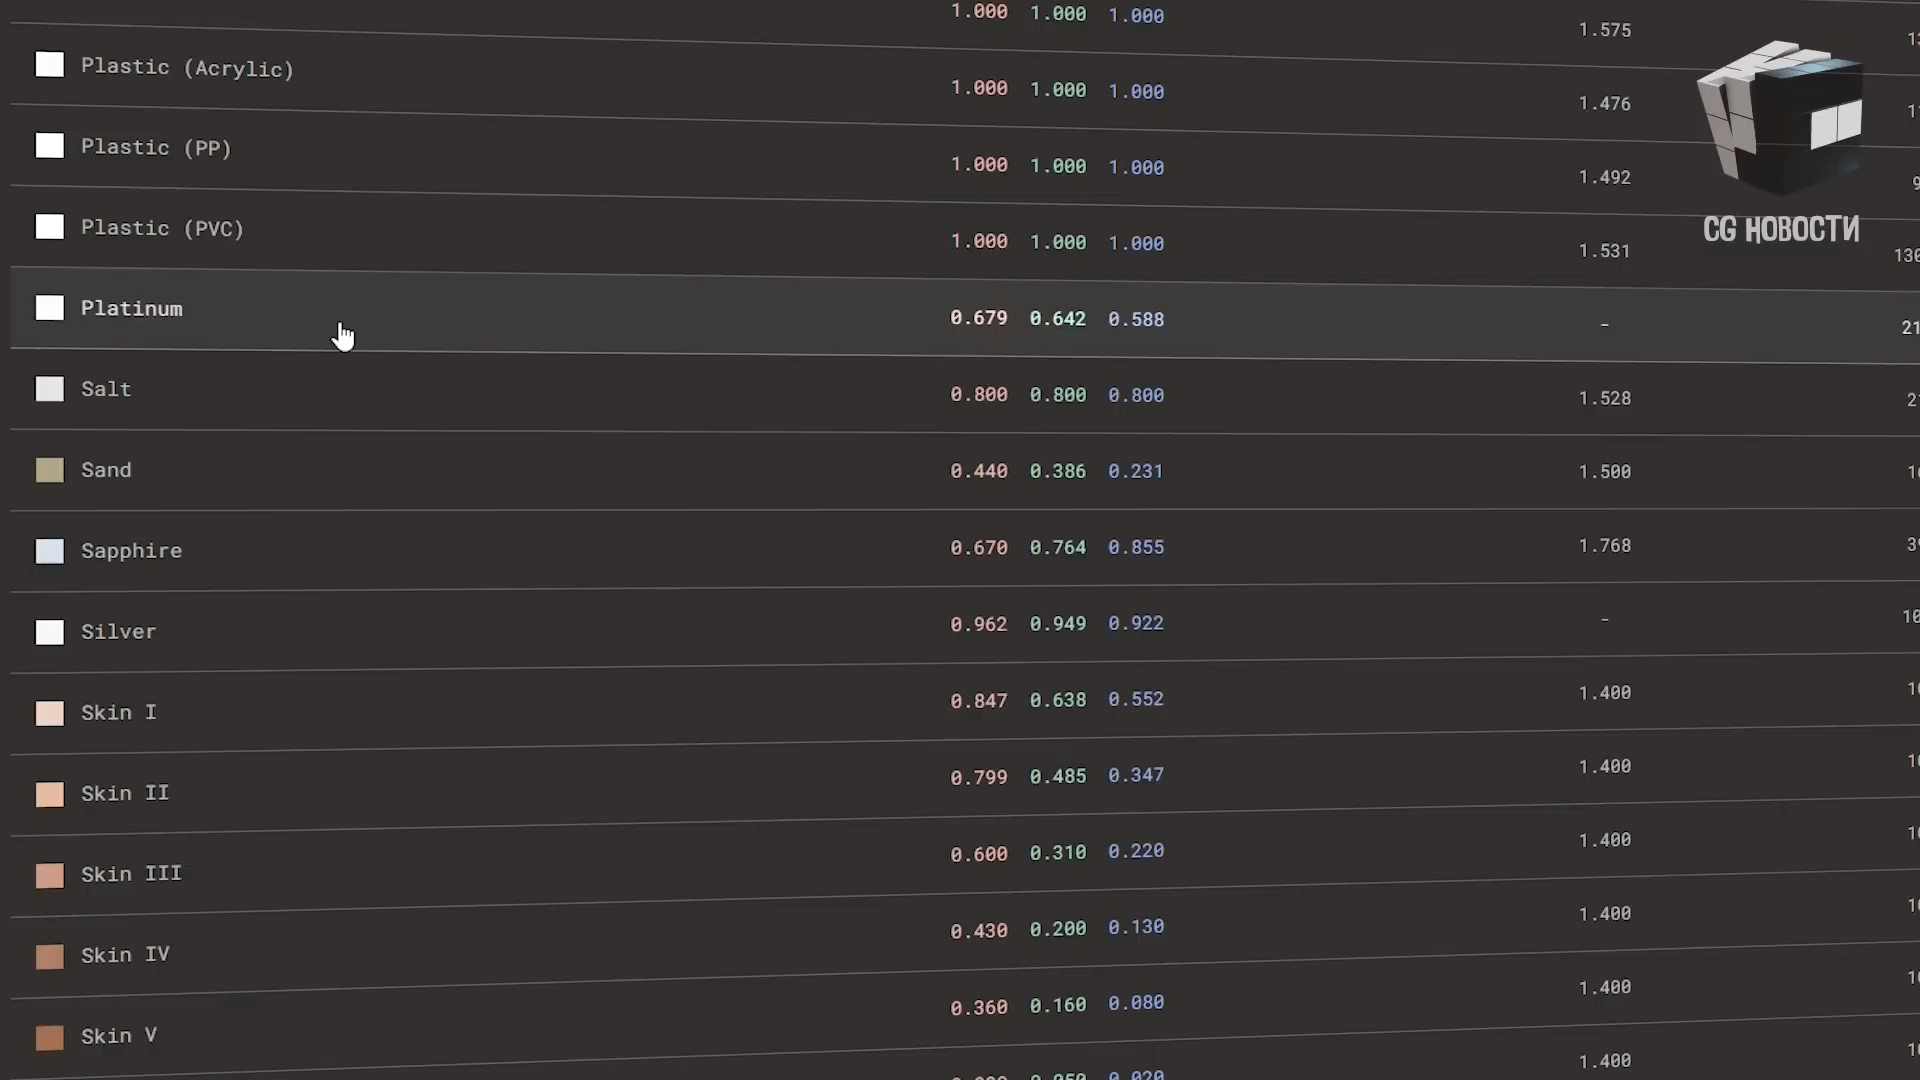 1.000 1.000 1.000 1.575
Plastic (Acrylic) 1.000 1.000 1.000 1.476
Plastic (PP) 1.000 1.000 1.000 1.492
Plastic (PVC) 1.000 1.000 1.000 1.531
Platinum 0.679 0.642 0.588 -
Salt 0.800 0.800 0.800 1.528
Sand 0.440 0.386 0.231 1.500
Sapphire 0.670 0.764 0.855 1.768
Silver 0.962 0.949 0.922 -
Skin I 0.847 0.638 0.552 1.400
Skin II 0.799 0.485 0.347 1.400
Skin III 0.600 0.310 0.220 1.400
Skin IV 0.430 0.200 0.130 1.400
Skin V 0.360 0.160 0.080 1.400
1.400
CG НОВОСТИ